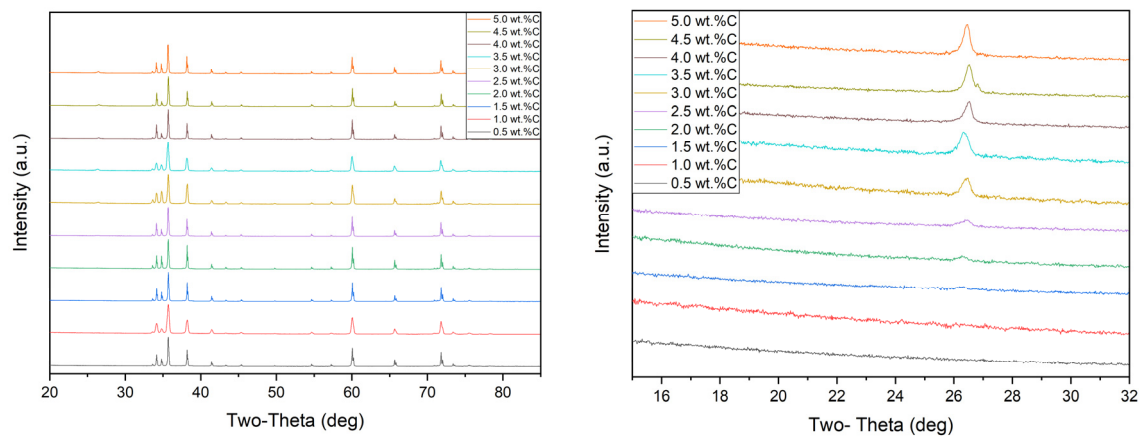 5.0 wt.%C
4.5 wt.%C
4.0 wt.%C
3.5 wt.%C
3.0 wt.%C
2.5 wt.%C
2.0 wt.%C
1.5 wt.%C
1.0 wt.%C
0.5 wt.%C
Intensity (a.u.)
20 30 40 50 60 70 80
Two-Theta (deg)
5.0 wt.%C
4.5 wt.%C
4.0 wt.%C
3.5 wt.%C
3.0 wt.%C
2.5 wt.%C
2.0 wt.%C
1.5 wt.%C
1.0 wt.%C
0.5 wt.%C
Intensity (a.u.)
16 18 20 22 24 26 28 30 32
Two- Theta (deg)